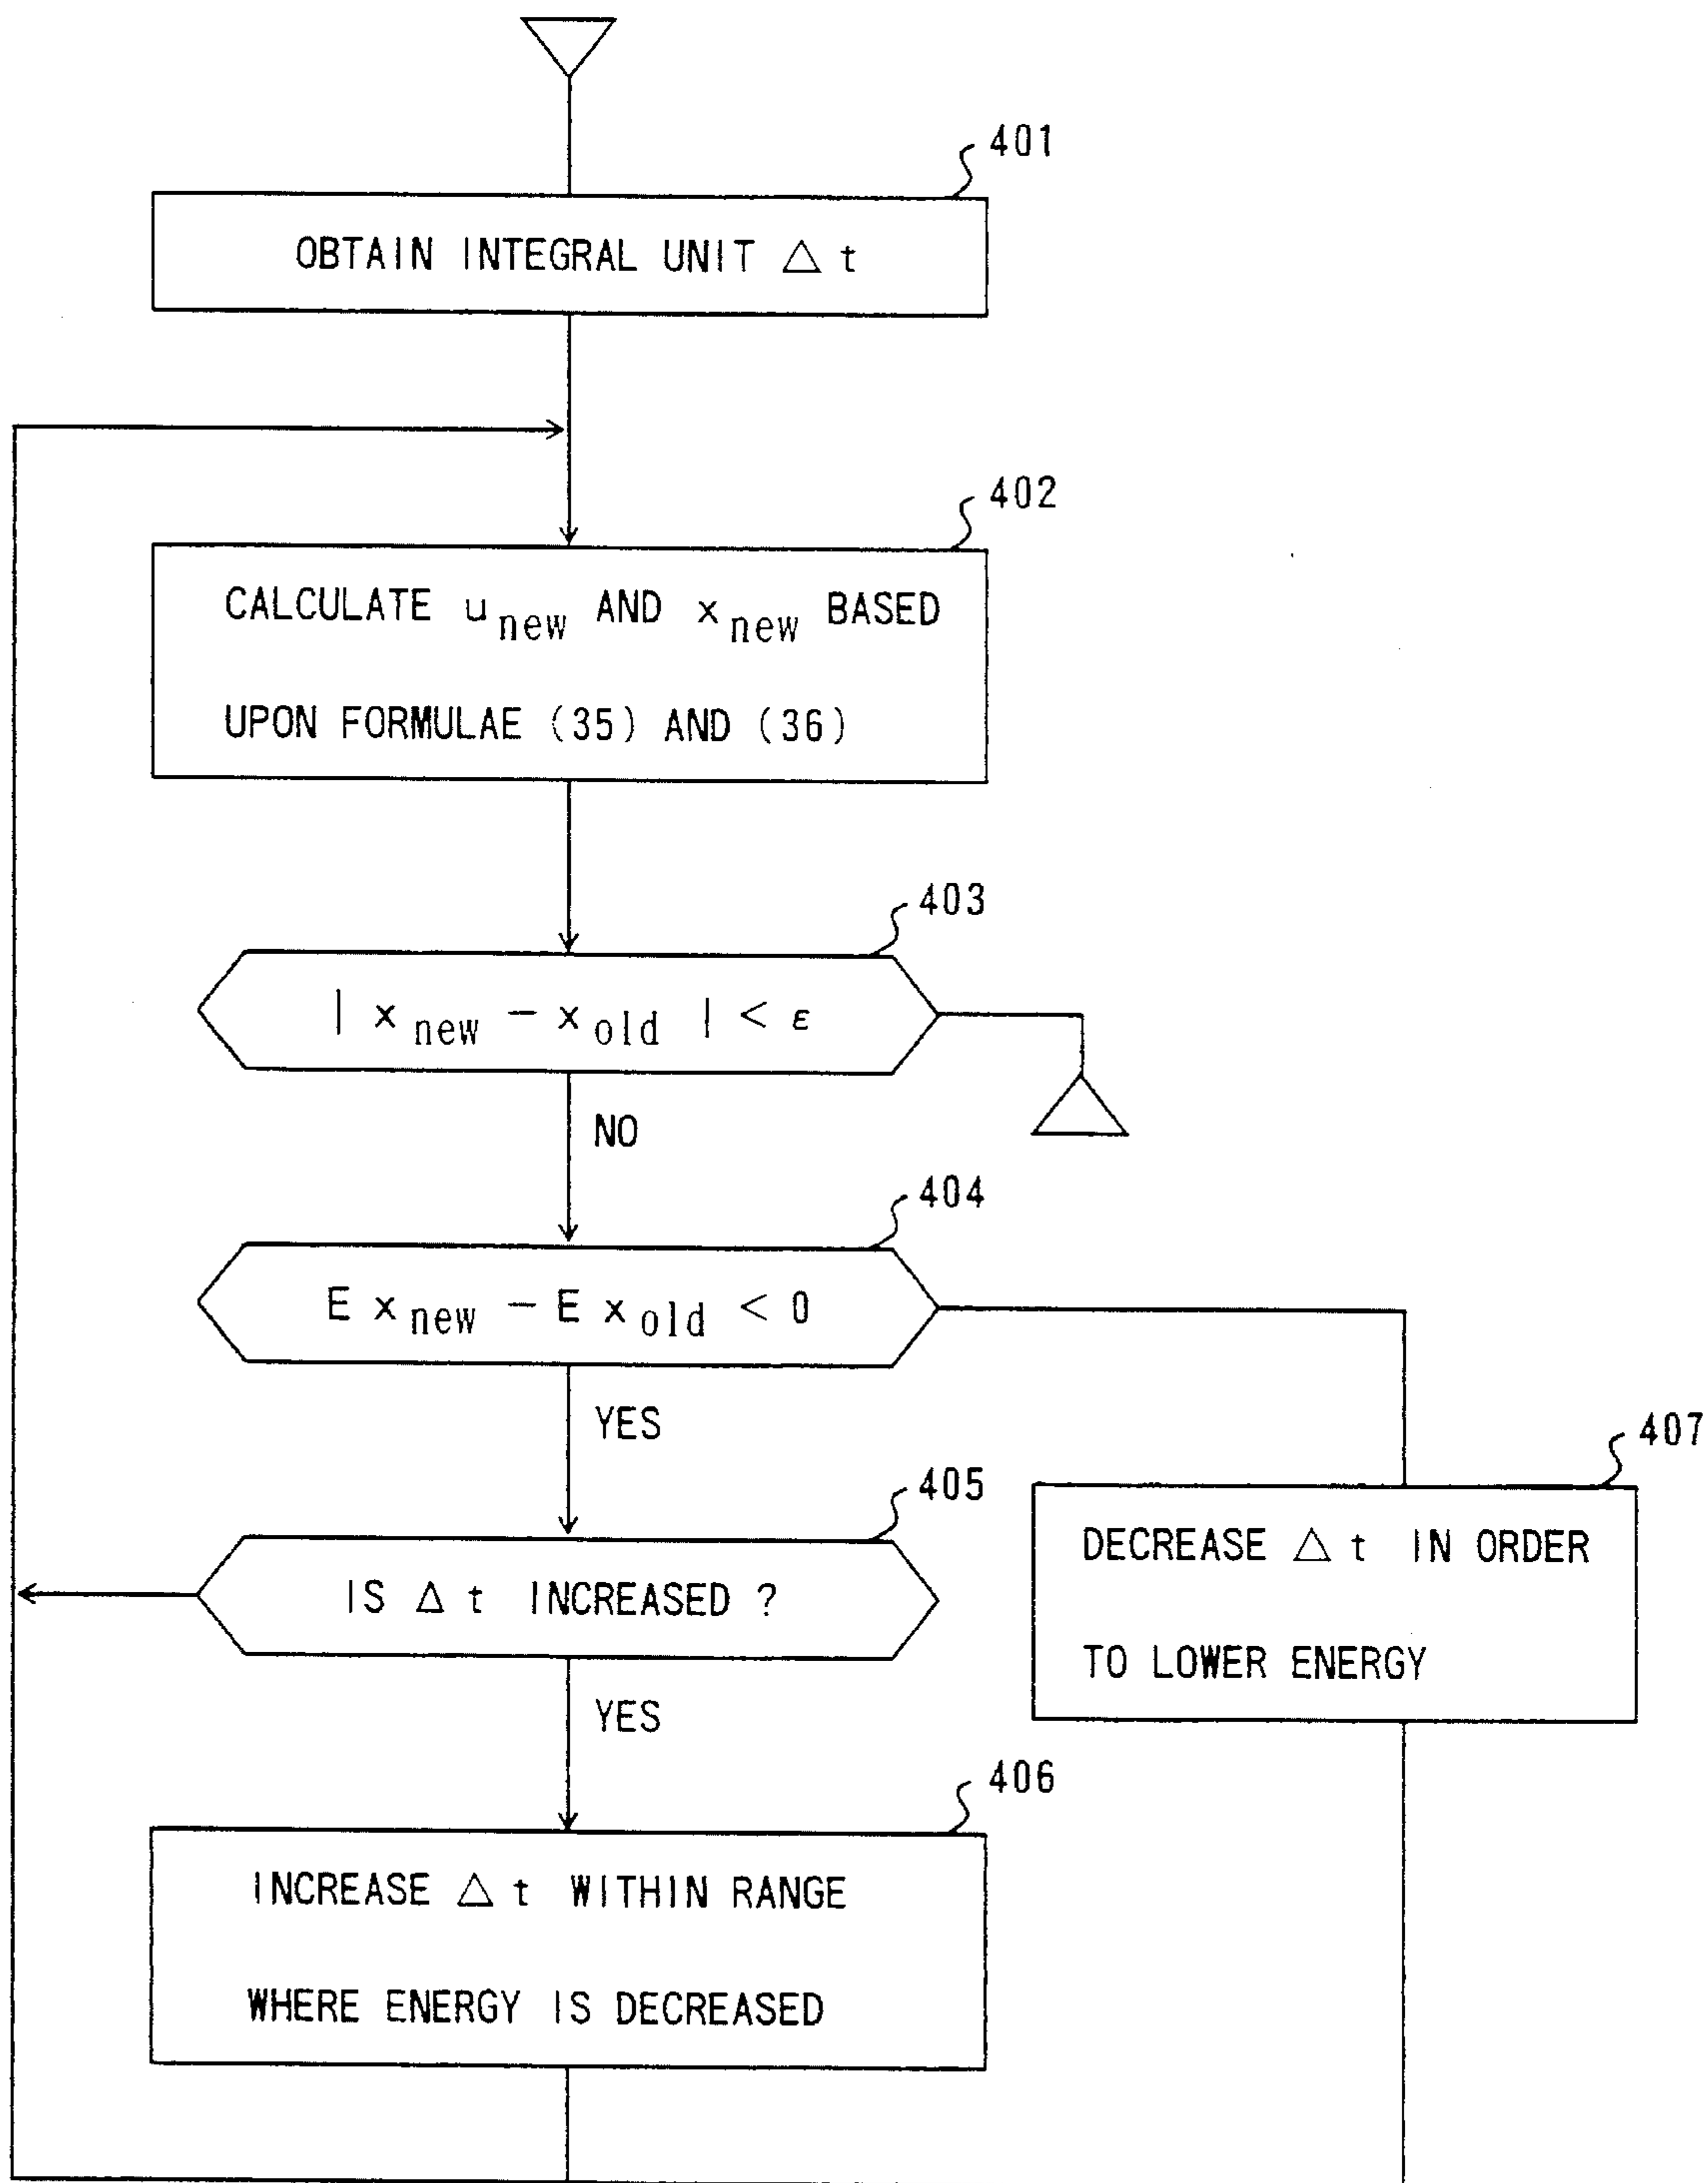 401
OBTAIN INTEGRAL UNIT △ t
402
CALCULATE u new AND x new BASED
UPON FORMULAE (35) AND (36)
403
| x new − x old | < ε
NO
404
E x new − E x old < 0
YES
407
405
DECREASE △ t IN ORDER
IS Δ t INCREASED ?
TO LOWER ENERGY
YES
406
INCREASE △ t WITHIN RANGE
WHERE ENERGY IS DECREASED